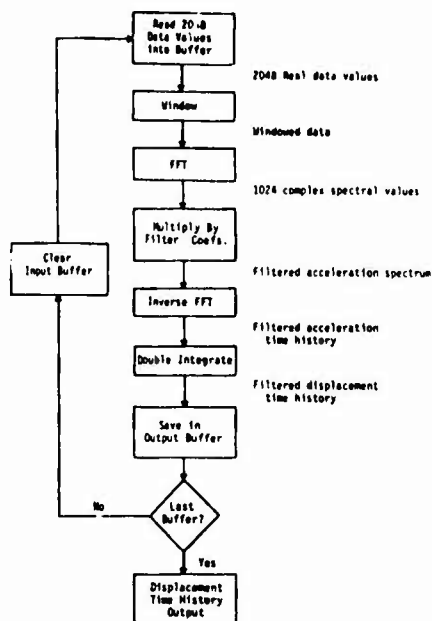 Read 2048
Data Values
into Buffer
2048 Real data values
Window
Windowed data
FFT
1024 complex spectral values
Multiply By
Filter Coefs.
Clear
Input Buffer
Filtered acceleration spectrum
Inverse FFT
Filtered acceleration
time history
Double Integrate
Filtered displacement
time history
Save in
Output Buffer
No
Last
Buffer?
Yes
Displacement
Time History
Output